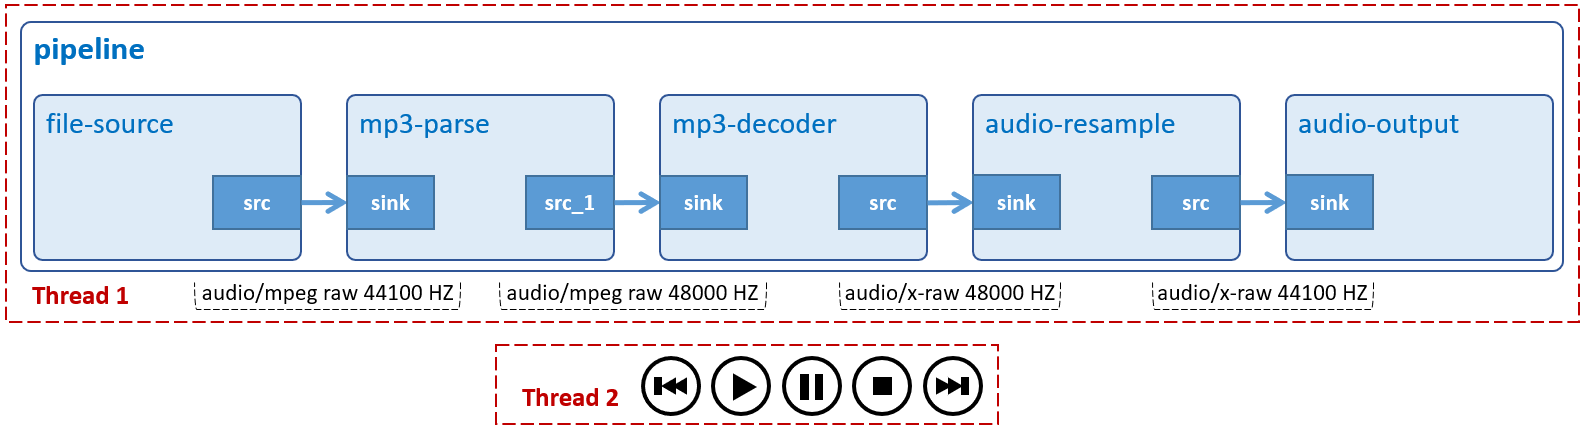 pipeline
file-source
mp3-parse
mp3-decoder
audio-resample
audio-output
src
sink
src_1
sink
src
sink
src
sink
Thread 1
audio/mpeg raw 44100 HZ
audio/mpeg raw 48000 HZ
audio/x-raw 48000 HZ
audio/x-raw 44100 HZ
Thread 2